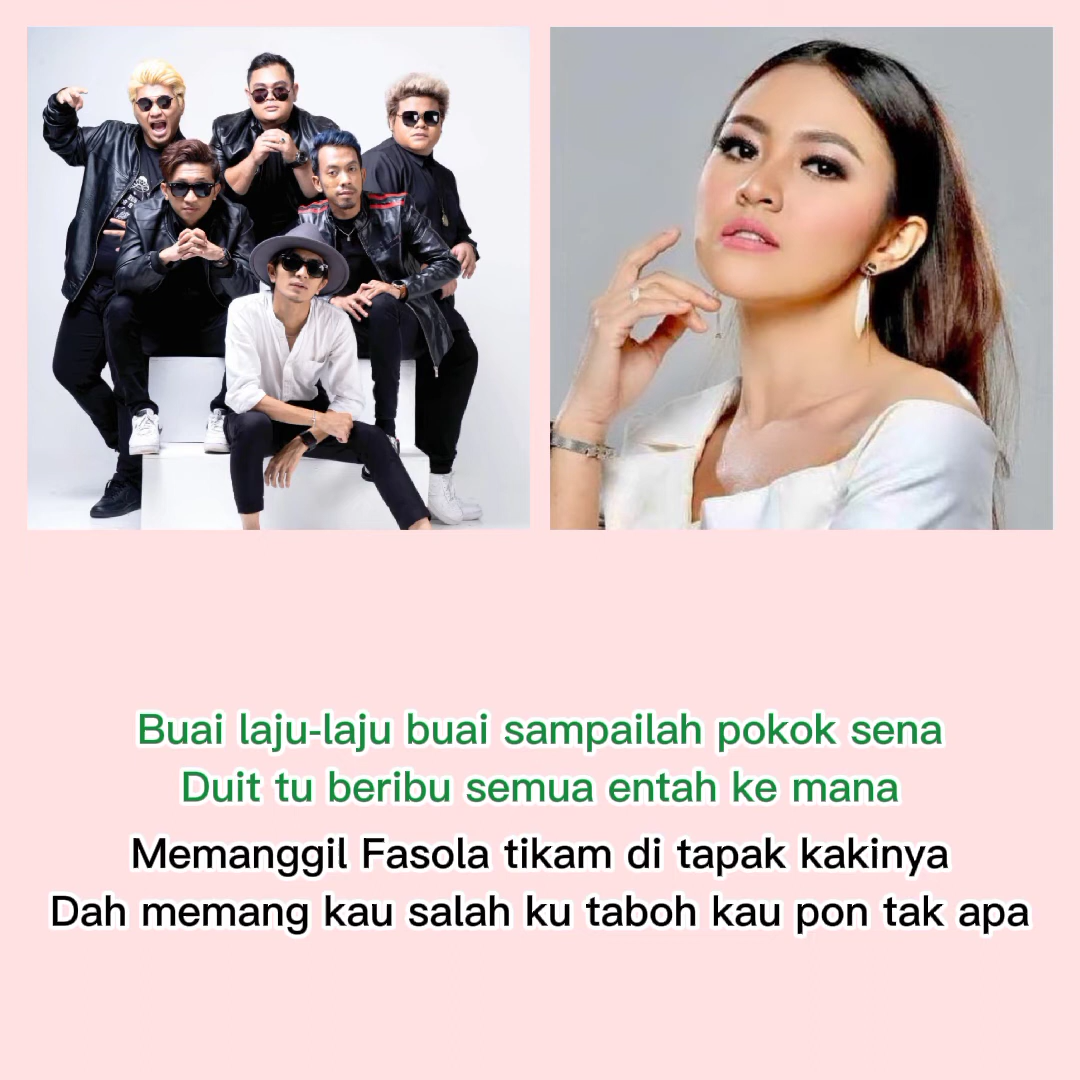 Buai laju-laju buai sampailah pokok sena
Duit tu beribu semua entah ke mana
Memanggil Fasola tikam di tapak kakinya
Dah memang kau salah ku taboh kau pon tak apa